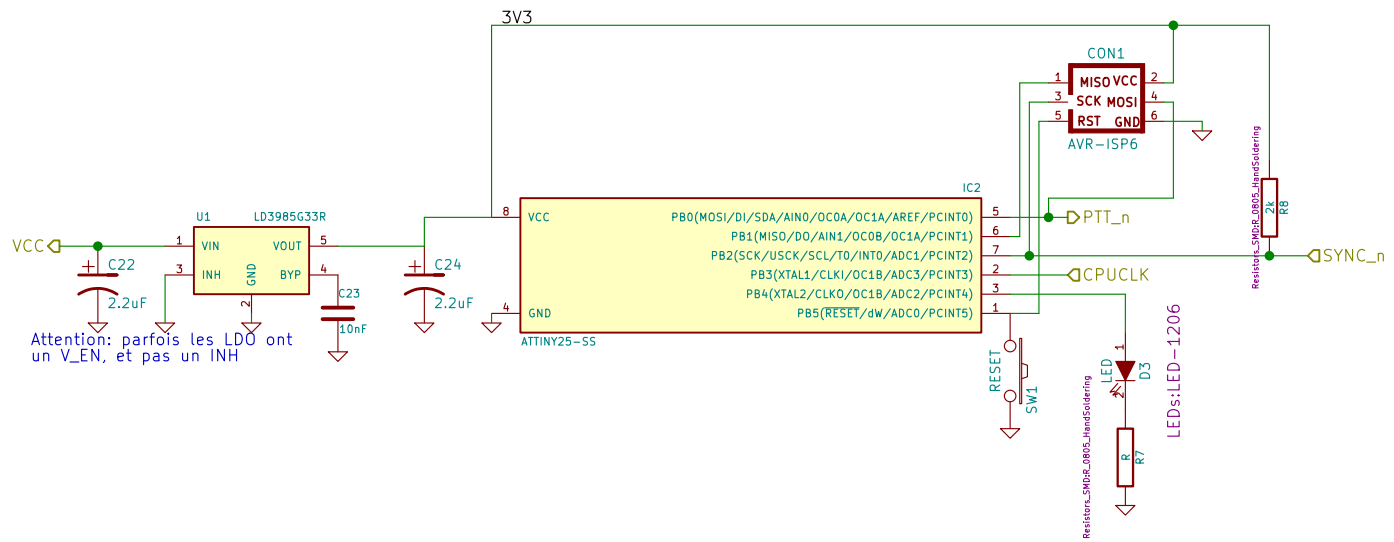 3V3
CON1
1 MISO VCC 2
3 SCK MOSI 4
5 RST GND 6
AVR-ISP6
Resistors_SMD:R_0805_HandSoldering
2k
R8
IC2
8 VCC
4 GND
PB0(MOSI/DI/SDA/AIN0/OC0A/OC1A/AREF/PCINT0) 5
PB1(MISO/DO/AIN1/OC0B/OC1A/PCINT1) 6
PB2(SCK/USCK/SCL/T0/INT0/ADC1/PCINT2) 7
PB3(XTAL1/CLKI/OC1B/ADC3/PCINT3) 2
PB4(XTAL2/CLKO/OC1B/ADC2/PCINT4) 3
PB5(RESET/dW/ADC0/PCINT5) 1
ATTINY25-SS
PTT_n
SYNC_n
CPUCLK
U1 LD3985G33R
VCC
1 VIN VOUT 5
3 INH BYP 4
GND
2
C22
2.2uF
C23
10nF
C24
2.2uF
Attention: parfois les LDO ont
un V_EN, et pas un INH
RESET
SW1
1
LED
D3
2
LEDs:LED-1206
Resistors_SMD:R_0805_HandSoldering
R
R7